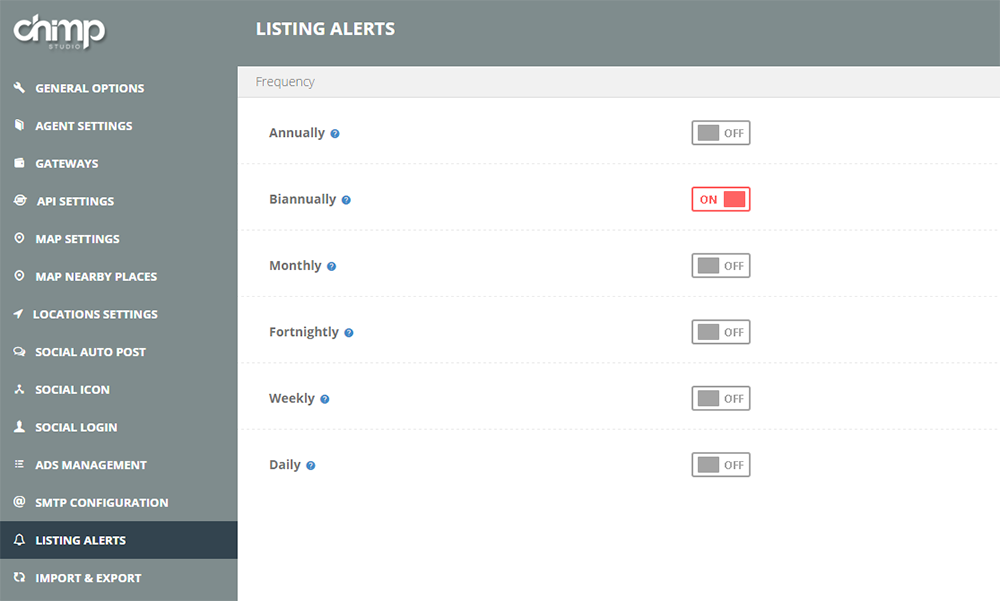 chimp
STUDIO
LISTING ALERTS
GENERAL OPTIONS
AGENT SETTINGS
GATEWAYS
API SETTINGS
MAP SETTINGS
MAP NEARBY PLACES
LOCATIONS SETTINGS
SOCIAL AUTO POST
SOCIAL ICON
SOCIAL LOGIN
ADS MANAGEMENT
SMTP CONFIGURATION
LISTING ALERTS
IMPORT & EXPORT
Frequency
Annually ? OFF
Biannually ? ON
Monthly ? OFF
Fortnightly ? OFF
Weekly ? OFF
Daily ? OFF